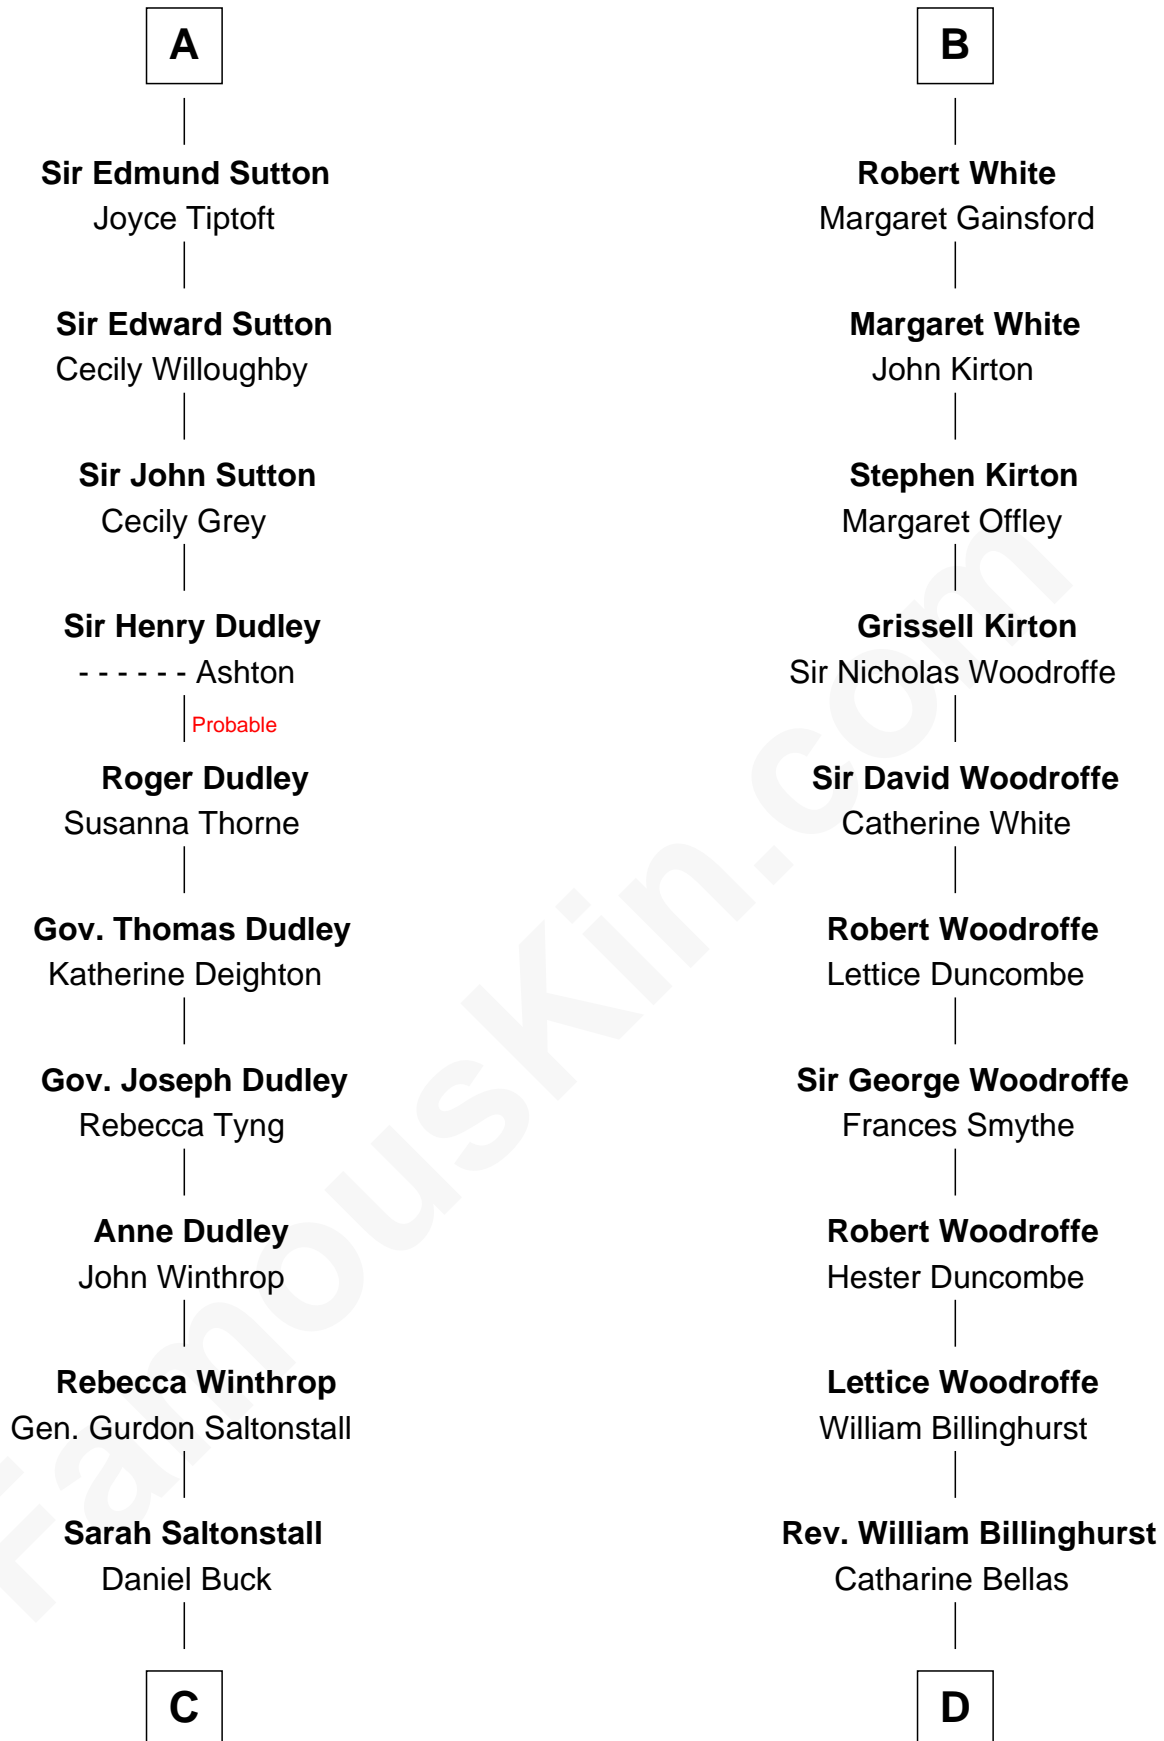 A
Sir Edmund Sutton
Joyce Tiptoft
Sir Edward Sutton
Cecily Willoughby
Sir John Sutton
Cecily Grey
Sir Henry Dudley
- - - - - - Ashton
Probable
Roger Dudley
Susanna Thorne
Gov. Thomas Dudley
Katherine Deighton
Gov. Joseph Dudley
Rebecca Tyng
Anne Dudley
John Winthrop
Rebecca Winthrop
Gen. Gurdon Saltonstall
Sarah Saltonstall
Daniel Buck
C
B
Robert White
Margaret Gainsford
Margaret White
John Kirton
Stephen Kirton
Margaret Offley
Grissell Kirton
Sir Nicholas Woodroffe
Sir David Woodroffe
Catherine White
Robert Woodroffe
Lettice Duncombe
Sir George Woodroffe
Frances Smythe
Robert Woodroffe
Hester Duncombe
Lettice Woodroffe
William Billinghurst
Rev. William Billinghurst
Catharine Bellas
D
FamousKin.com